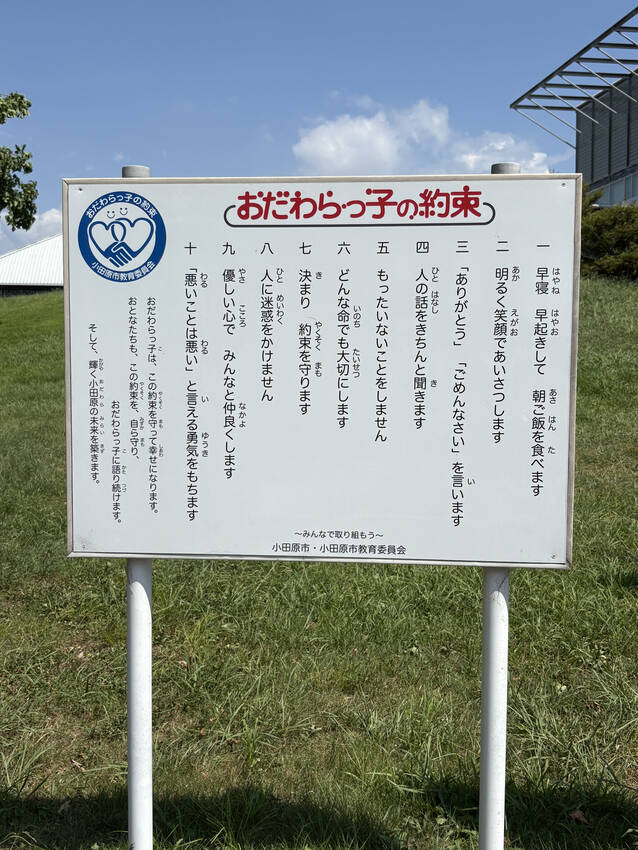 おだわらっ子の約束
おだわらっ子の約束
小田原市教育委員会
一 早寝 早起きして 朝ご飯を食べます
二 明るく笑顔であいさつします
三 「ありがとう」「ごめんなさい」を言います
四 人の話をきちんと聞きます
五 もったいないことをしません
六 どんな命でも大切にします
七 決まり 約束を守ります
八 人に迷惑をかけません
九 優しい心で みんなと仲良くします
十 「悪いことは悪い」と言える勇気をもちます
おだわらっ子は、この約束を守って幸せになります。
おとなたちも、この約束を、自ら守り、
おだわらっ子に語り続けます。
そして、輝く小田原の未来を築きます。
～みんなで取り組もう～
小田原市・小田原市教育委員会